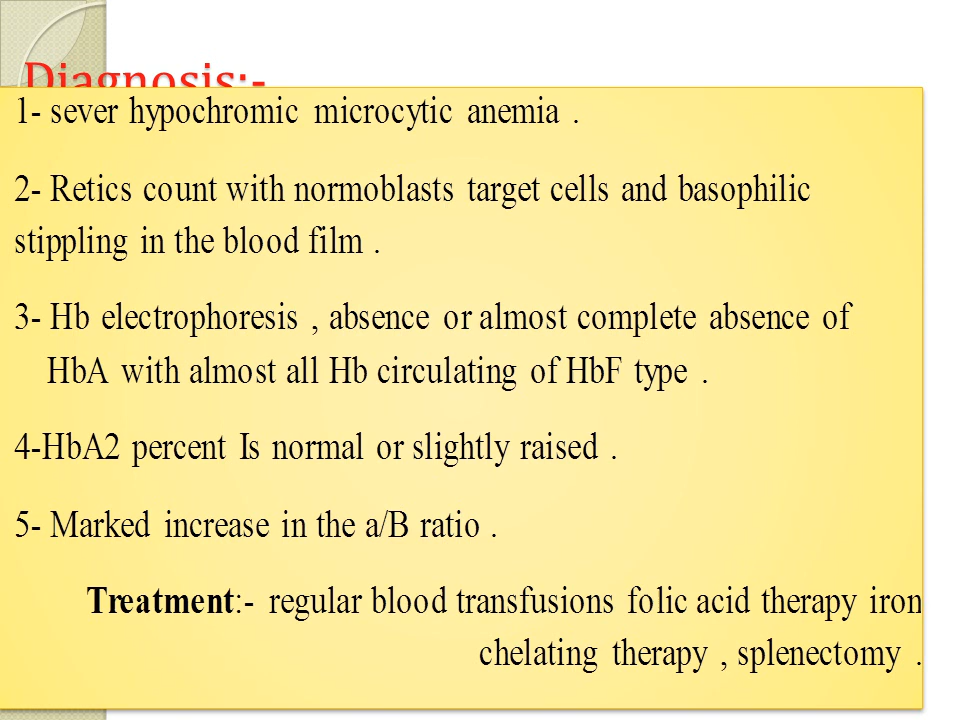 Diagnosis:-
1- sever hypochromic microcytic anemia .
2- Retics count with normoblasts target cells and basophilic
stippling in the blood film .
3- Hb electrophoresis , absence or almost complete absence of
HbA with almost all Hb circulating of HbF type .
4-HbA2 percent Is normal or slightly raised .
5- Marked increase in the a/B ratio .
Treatment:- regular blood transfusions folic acid therapy iron
chelating therapy , splenectomy .